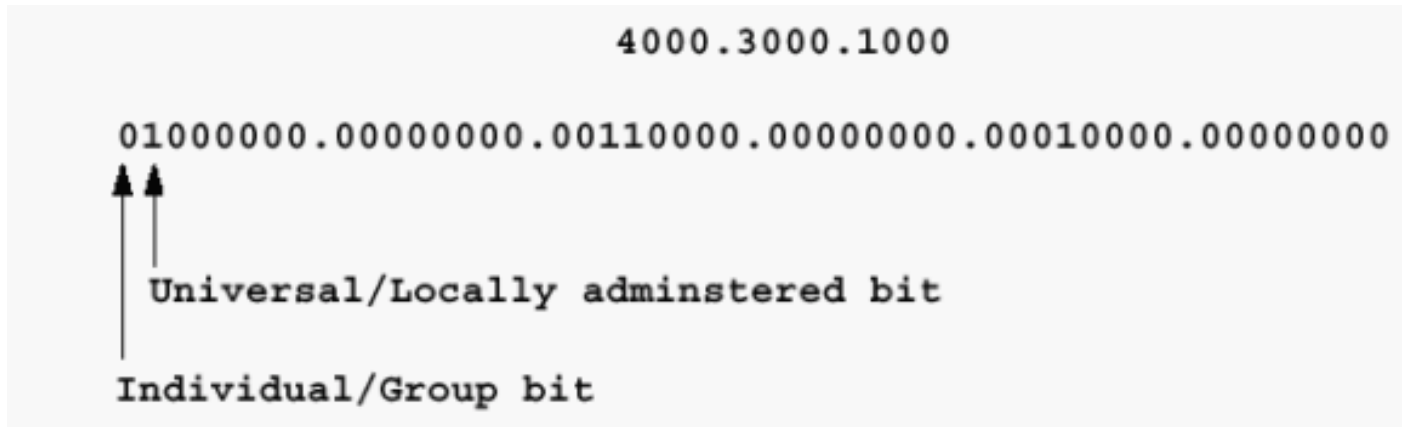 4000.3000.1000
01000000.00000000.00110000.00000000.00010000.00000000
Universal/Locally adminstered bit
Individual/Group bit